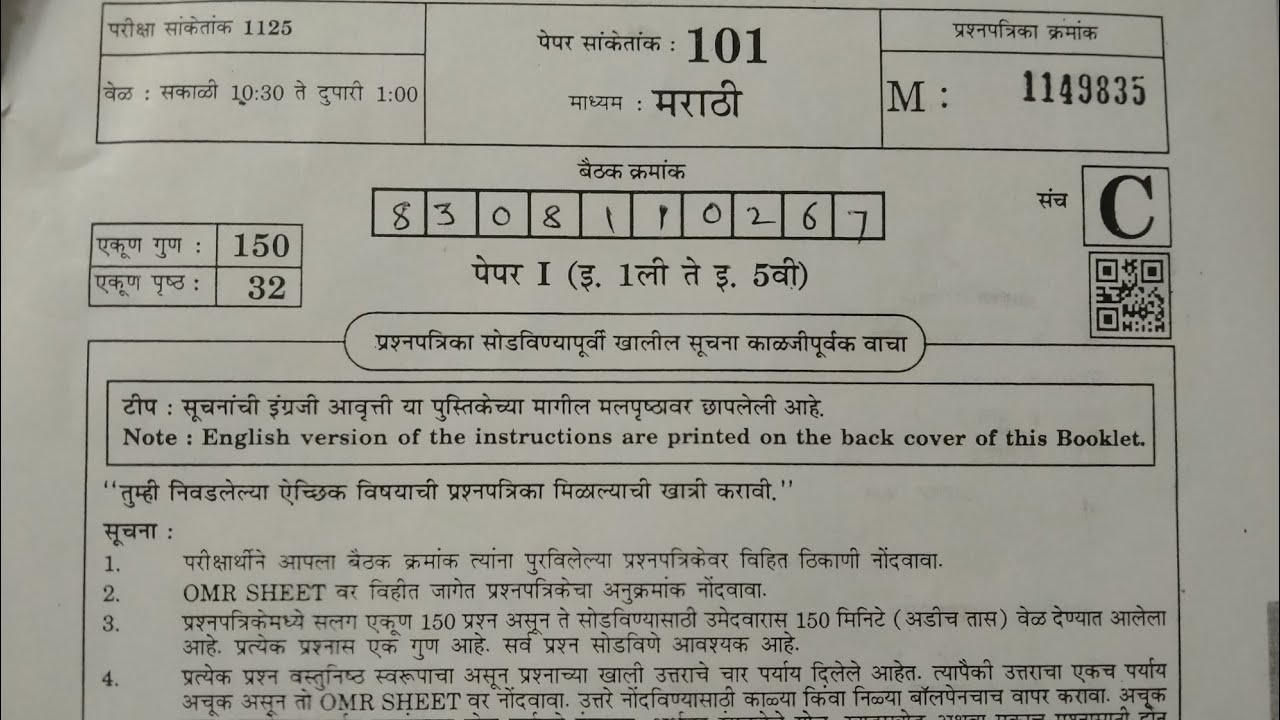 परीक्षा सांकेतांक 1125
वेळ : सकाळी 10:30 ते दुपारी 1:00
पेपर सांकेतांक : 101
माध्यम : मराठी
प्रश्नपत्रिका क्रमांक
M : 1149835
बैठक क्रमांक
8 3 0 8 1 1 0 2 6 7
संच C
एकूण गुण : 150
एकूण पृष्ठ : 32
पेपर I (इ. 1ली ते इ. 5वी)
प्रश्नपत्रिका सोडविण्यापूर्वी खालील सूचना काळजीपूर्वक वाचा
टीप : सूचनांची इंग्रजी आवृत्ती या पुस्तिकेच्या मागील मलपृष्ठावर छापलेली आहे.
Note : English version of the instructions are printed on the back cover of this Booklet.
“तुम्ही निवडलेल्या ऐच्छिक विषयाची प्रश्नपत्रिका मिळाल्याची खात्री करावी.”
सूचना :
1. परीक्षार्थीने आपला बैठक क्रमांक त्यांना पुरविलेल्या प्रश्नपत्रिकेवर विहित ठिकाणी नोंदवावा.
2. OMR SHEET वर विहीत जागेत प्रश्नपत्रिकेचा अनुक्रमांक नोंदवावा.
3. प्रश्नपत्रिकेमध्ये सलग एकूण 150 प्रश्न असून ते सोडविण्यासाठी उमेदवारास 150 मिनिटे (अडीच तास) वेळ देण्यात आलेला
आहे. प्रत्येक प्रश्नास एक गुण आहे. सर्व प्रश्न सोडविणे आवश्यक आहे.
4. प्रत्येक प्रश्न वस्तुनिष्ठ स्वरूपाचा असून प्रश्नाच्या खाली उत्तराचे चार पर्याय दिलेले आहेत. त्यापैकी उत्तराचा एकच पर्याय
अचूक असून तो OMR SHEET वर नोंदवावा. उत्तरे नोंदविण्यासाठी काळ्या किंवा निळ्या बॉलपेनचाच वापर करावा. अचूक